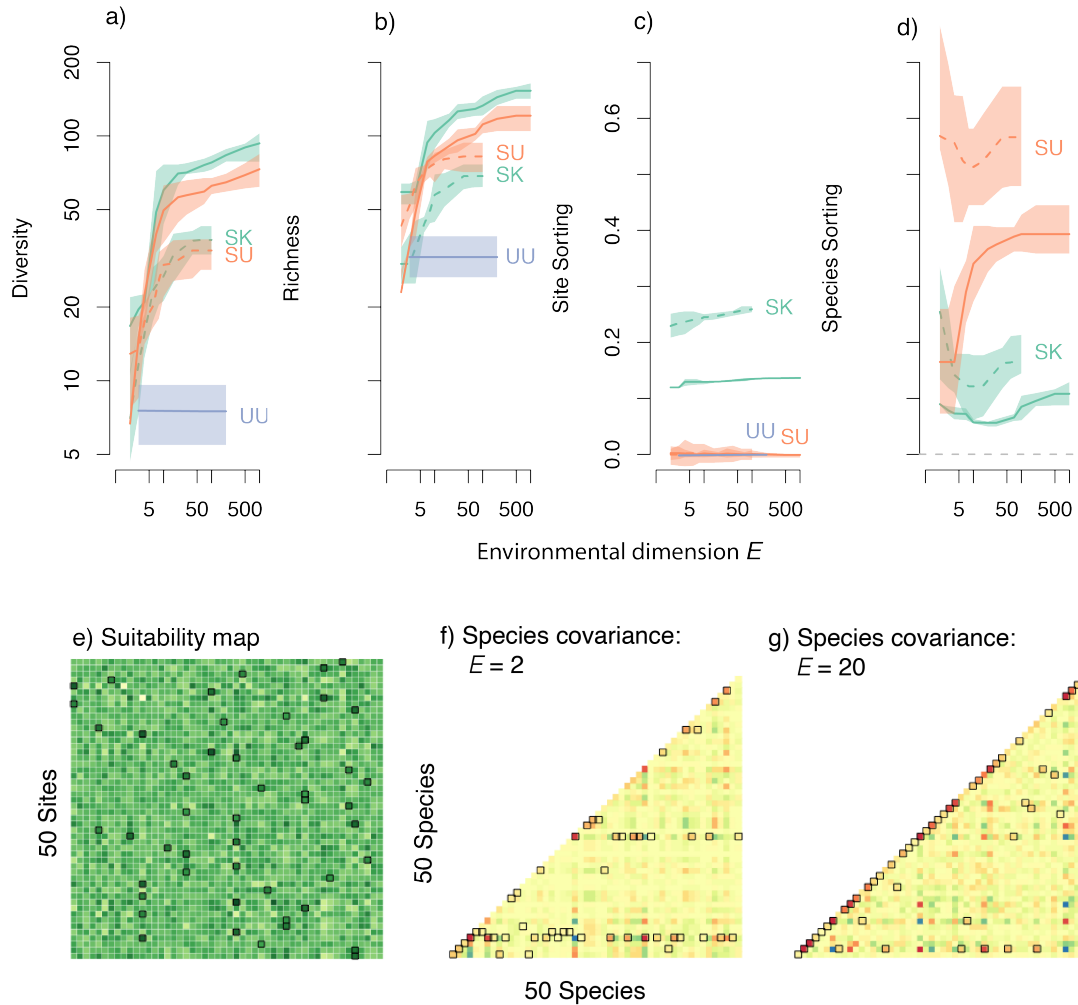 a)
b)
c)
d)
Diversity
200
100
50
20
10
5
SK
SU
UU
5
50
500
Richness
SU
SK
UU
5
50
500
Site Sorting
0.6
0.4
0.2
0.0
SK
UU
SU
5
50
500
Species Sorting
SU
SK
5
50
500
Environmental dimension E
e) Suitability map
50 Sites
f) Species covariance:
E = 2
50 Species
50 Species
g) Species covariance:
E = 20